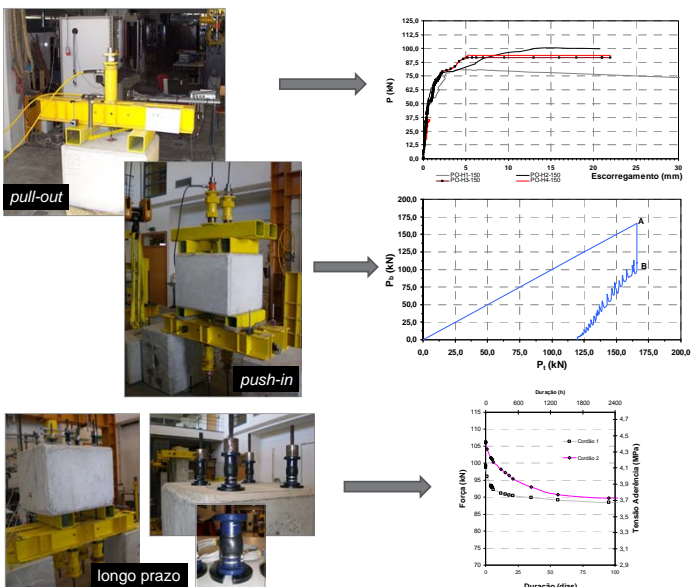 pull-out
125,0
112,5
100,0
87,5
75,0
62,5
50,0
37,5
25,0
12,5
0,0
P (kN)
0 5 10 15 20 25 30
PO-H1-150 PO-H2-150
PO-H3-150 PO-H4-150
Escorregamento (mm)
push-in
200,0
175,0
150,0
125,0
100,0
75,0
50,0
25,0
0,0
Pb (kN)
A
B
0,0 25,0 50,0 75,0 100,0 125,0 150,0 175,0 200,0
Pt (kN)
longo prazo
Duração (h)
0 600 1200 1800 2400
115
110
105
100
95
90
85
80
75
70
Força (kN)
Cordão 1
Cordão 2
4,7
4,5
4,3
4,1
3,9
3,7
3,5
3,3
3,1
2,9
Tensão Aderência (MPa)
0 25 50 75 100
Duração (dias)